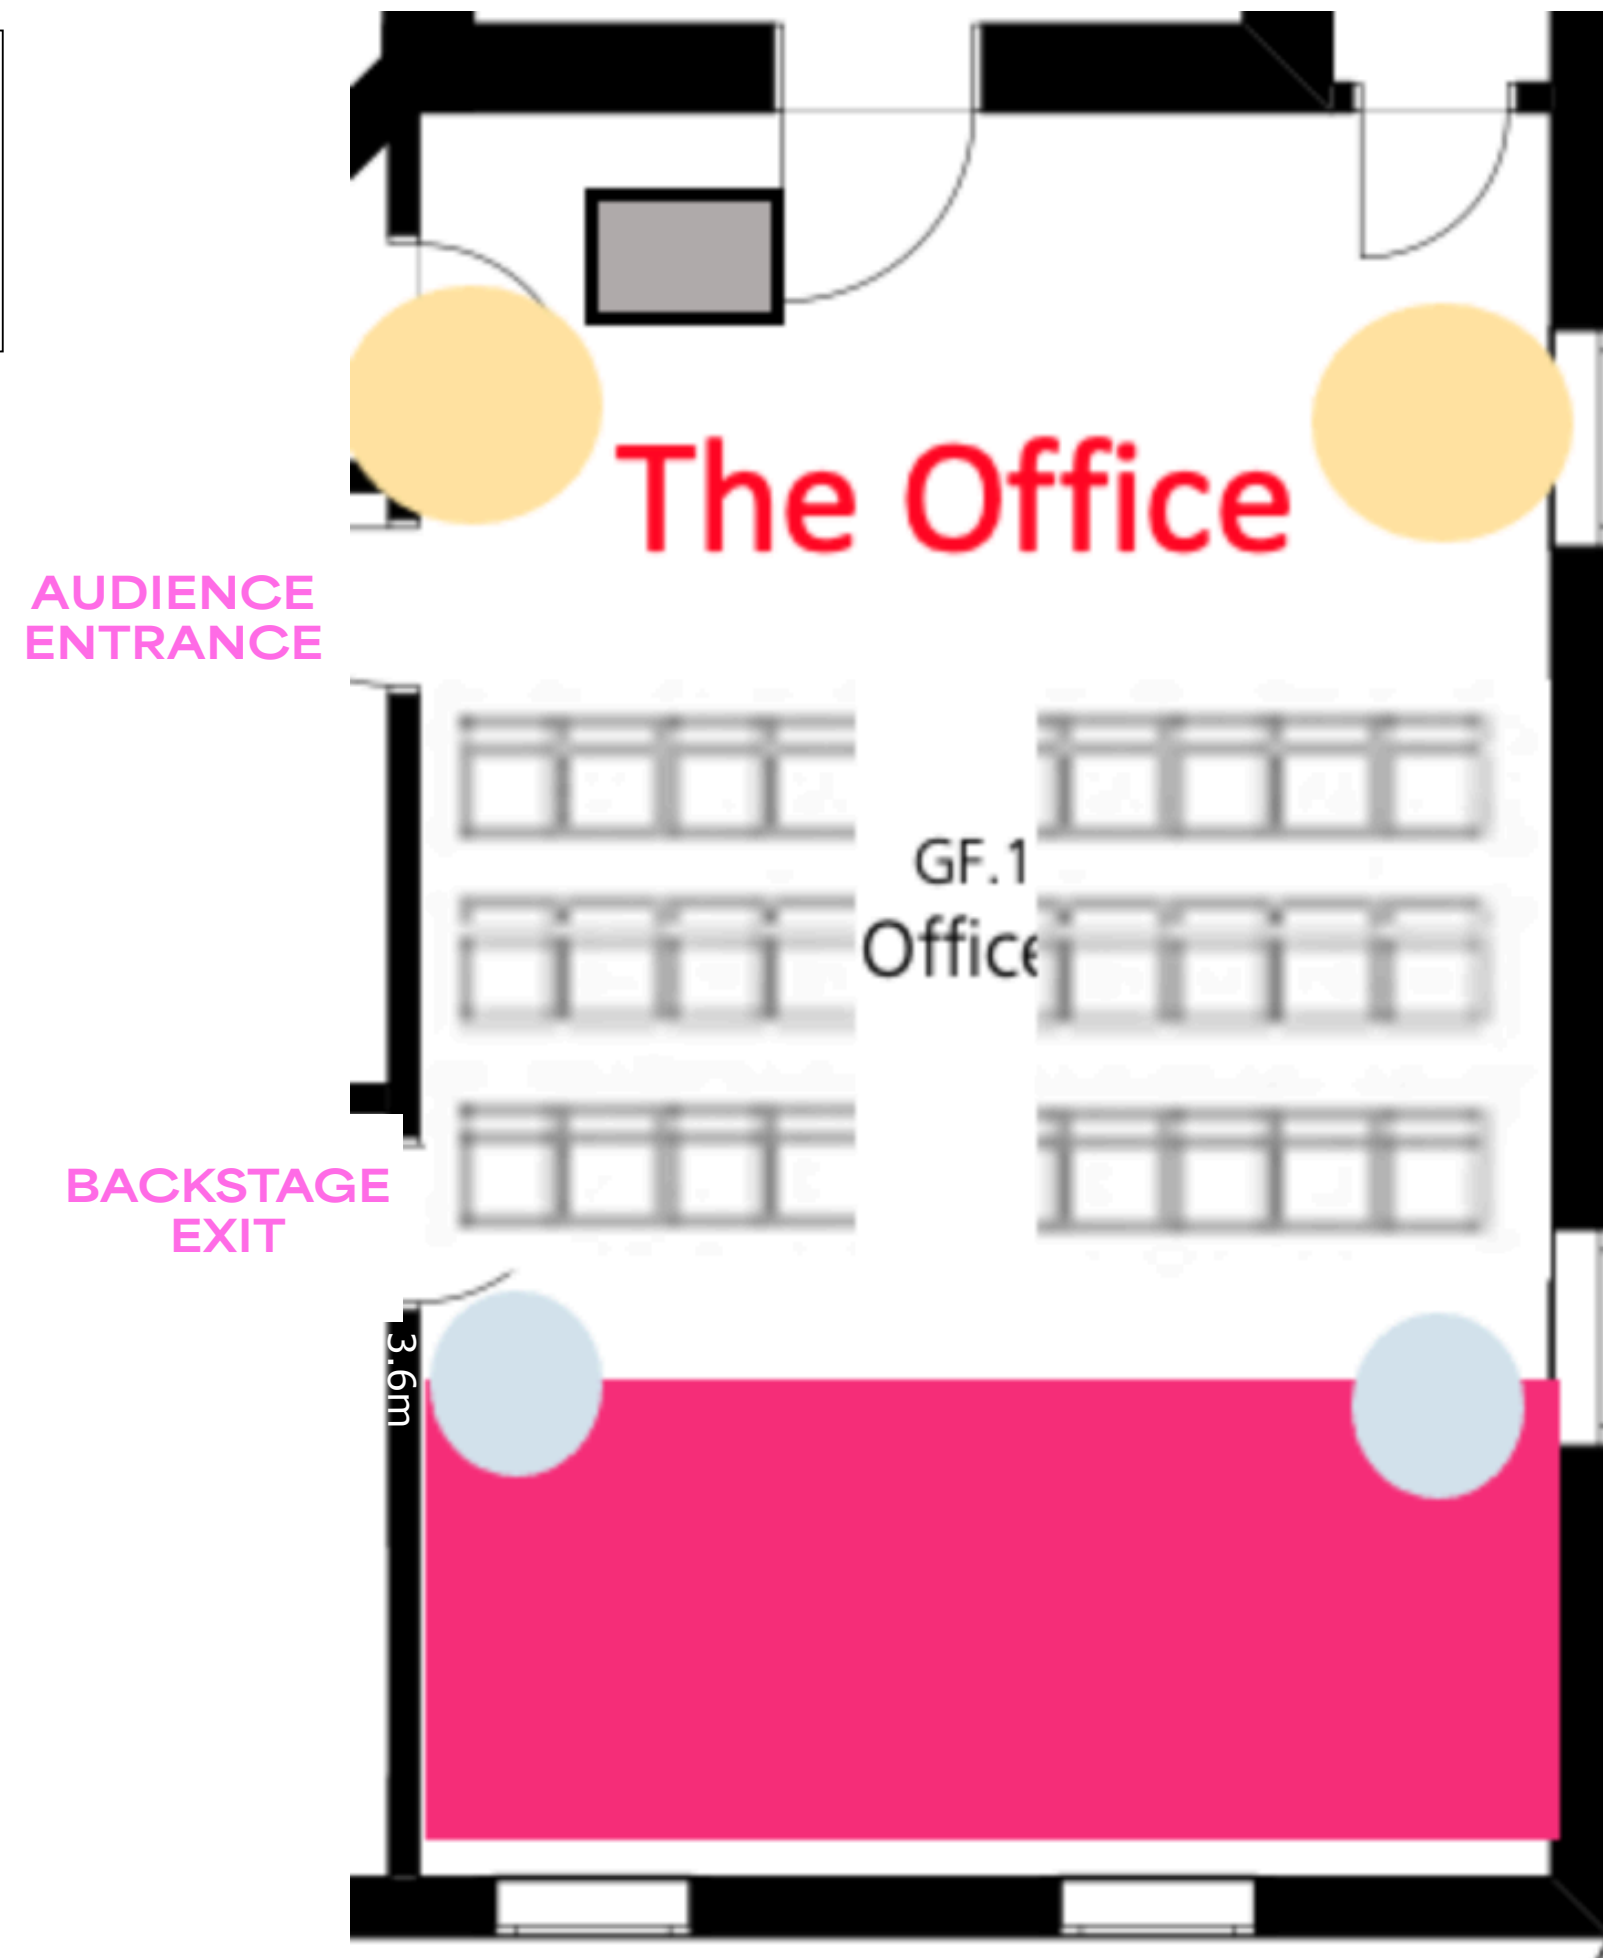 The Office
AUDIENCE
ENTRANCE
GF.1
Office
BACKSTAGE
EXIT
3.6m